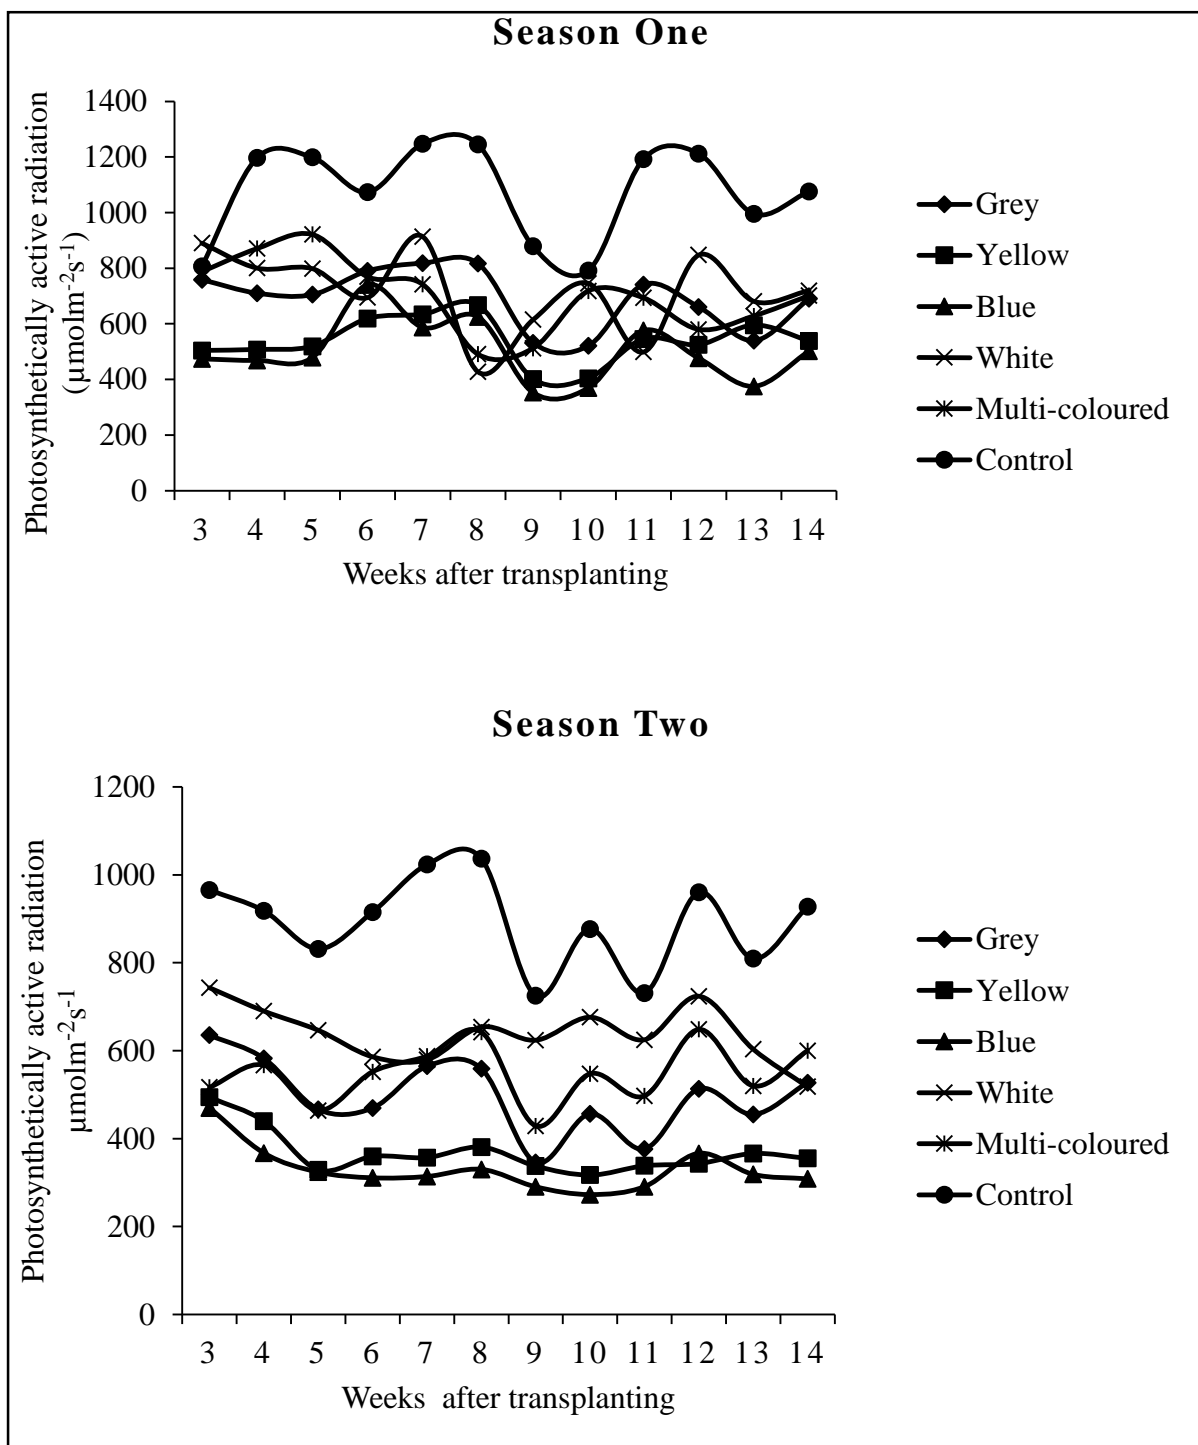 Season One
Photosynthetically active radiation
(µmolm-2s-1)
1400
1200
1000
800
600
400
200
0
3 4 5 6 7 8 9 10 11 12 13 14
Weeks after transplanting
Grey
Yellow
Blue
White
Multi-coloured
Control
Season Two
Photosynthetically active radiation
µmolm-2s-1
1200
1000
800
600
400
200
0
3 4 5 6 7 8 9 10 11 12 13 14
Weeks after transplanting
Grey
Yellow
Blue
White
Multi-coloured
Control